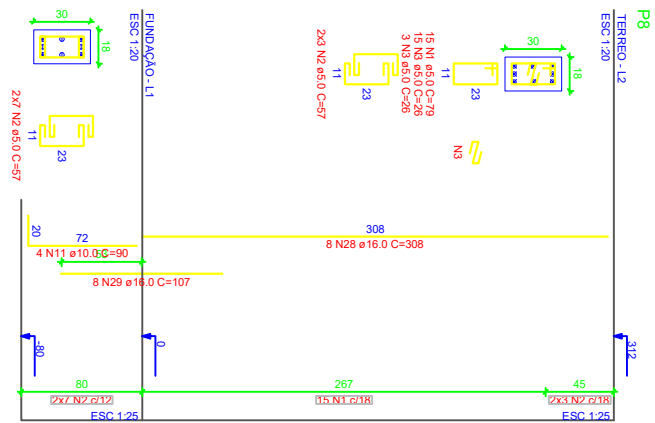 P8
TERREO - L2
ESC 1:20
30
18
15 N1 ø5.0 C=79
15 N3 ø5.0 C=26
3 N3 ø5.0 C=26
11
23
2x3 N2 ø5.0 C=57
11
23
N3
FUNDAÇÃO - L1
ESC 1:20
30
18
2x7 N2 ø5.0 C=57
11
23
308
8 N28 ø16.0 C=308
20
72
4 N11 ø10.0 C=90
8 N29 ø16.0 C=107
-80
0
312
80
267
45
2x7 N2 c/12
15 N1 c/18
2x3 N2 c/18
ESC 1:25
ESC 1:25